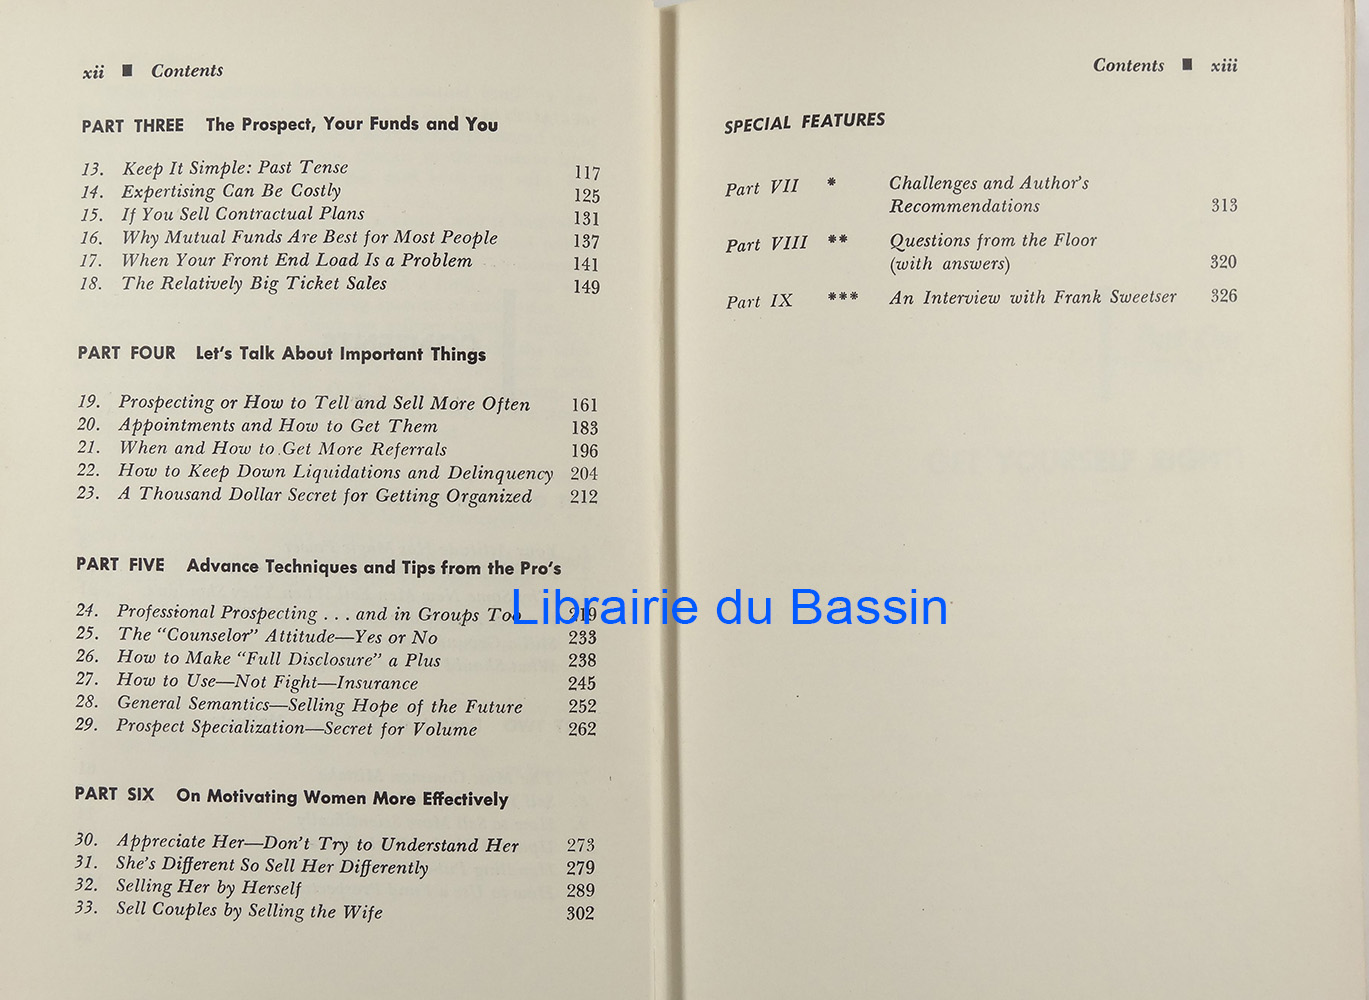 xii ■ Contents
PART THREE The Prospect, Your Funds and You
13. Keep It Simple: Past Tense 117
14. Expertising Can Be Costly 125
15. If You Sell Contractual Plans 131
16. Why Mutual Funds Are Best for Most People 137
17. When Your Front End Load Is a Problem 141
18. The Relatively Big Ticket Sales 149
PART FOUR Let's Talk About Important Things
19. Prospecting or How to Tell and Sell More Often 161
20. Appointments and How to Get Them 183
21. When and How to Get More Referrals 196
22. How to Keep Down Liquidations and Delinquency 204
23. A Thousand Dollar Secret for Getting Organized 212
PART FIVE Advance Techniques and Tips from the Pro's
24. Professional Prospecting . . . and in Groups Too 219
25. The "Counselor" Attitude—Yes or No 233
26. How to Make "Full Disclosure" a Plus 238
27. How to Use—Not Fight—Insurance 245
28. General Semantics—Selling Hope of the Future 252
29. Prospect Specialization—Secret for Volume 262
PART SIX On Motivating Women More Effectively
30. Appreciate Her—Don't Try to Understand Her 273
31. She's Different So Sell Her Differently 279
32. Selling Her by Herself 289
33. Sell Couples by Selling the Wife 302
Contents ■ xiii
SPECIAL FEATURES
Part VII * Challenges and Author's
Recommendations 313
Part VIII ** Questions from the Floor
(with answers) 320
Part IX *** An Interview with Frank Sweetser 326
Librairie du Bassin